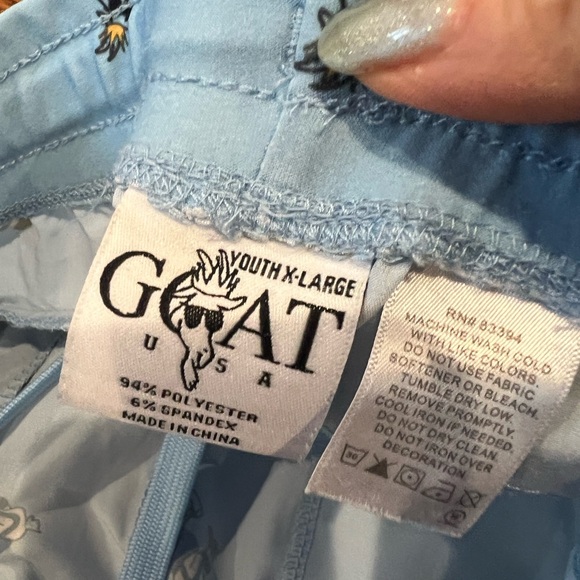 YOUTH X-LARGE
GOAT
USA
94% POLYESTER
6% SPANDEX
MADE IN CHINA
RN# 83394
MACHINE WASH COLD
WITH LIKE COLORS.
DO NOT USE FABRIC
SOFTENER OR BLEACH.
TUMBLE DRY LOW.
REMOVE PROMPTLY.
COOL IRON IF NEEDED.
DO NOT DRY CLEAN.
DO NOT IRON OVER
DECORATION.
30